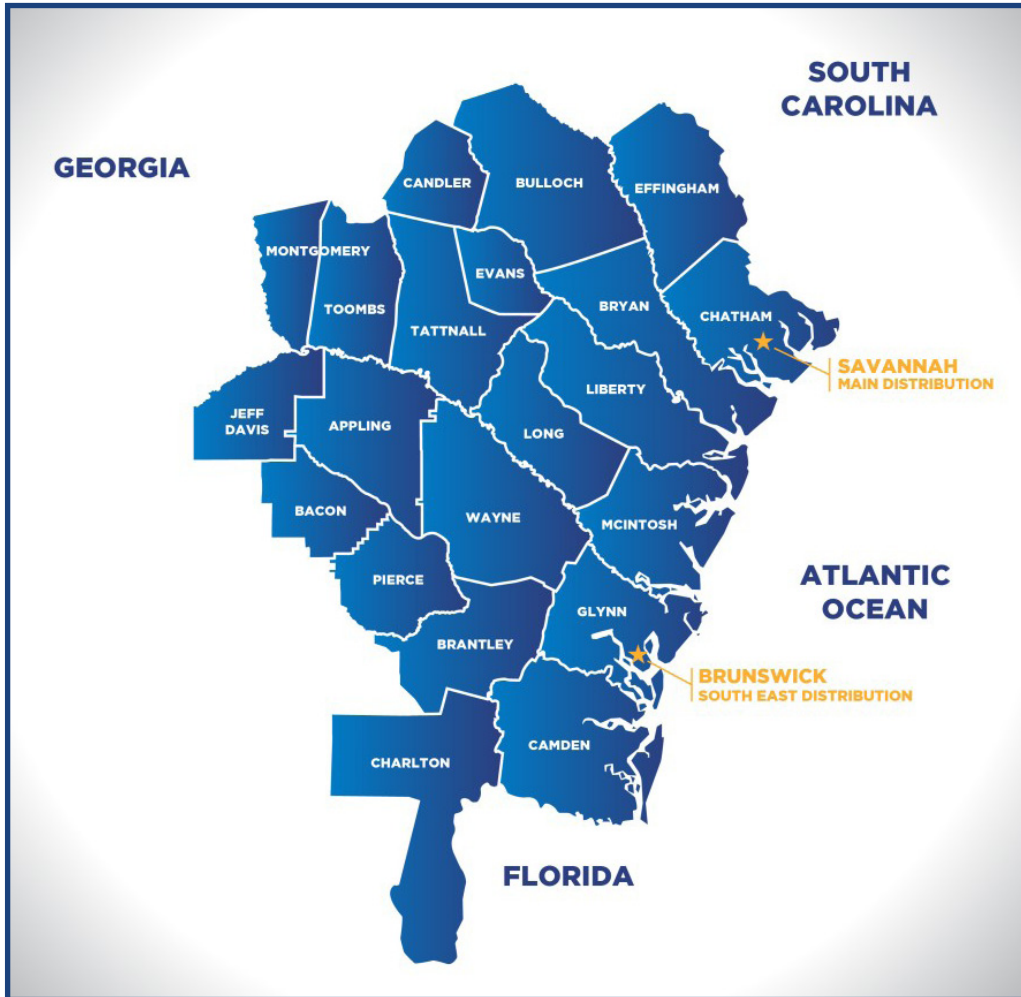 SOUTH
CAROLINA
GEORGIA
CANDLER
BULLOCH
EFFINGHAM
MONTGOMERY
EVANS
TOOMBS
TATTNALL
BRYAN
CHATHAM
SAVANNAH
MAIN DISTRIBUTION
LIBERTY
JEFF
DAVIS
APPLING
LONG
BACON
WAYNE
MCINTOSH
PIERCE
ATLANTIC
OCEAN
GLYNN
BRANTLEY
BRUNSWICK
SOUTH EAST DISTRIBUTION
CAMDEN
CHARLTON
FLORIDA